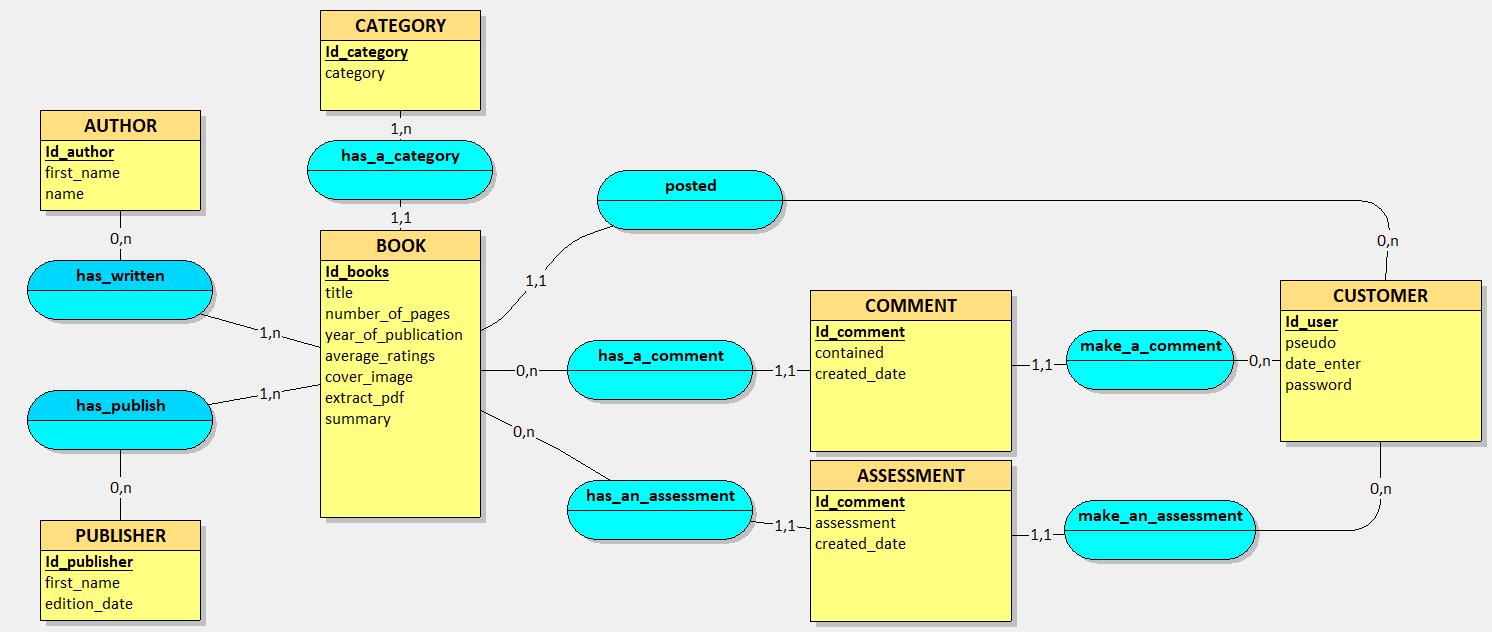 CATEGORY
Id_category
category
1,n
has_a_category
1,1
AUTHOR
Id_author
first_name
name
0,n
has_written
1,n
has_publish
1,n
0,n
PUBLISHER
Id_publisher
first_name
edition_date
BOOK
Id_books
title
number_of_pages
year_of_publication
average_ratings
cover_image
extract_pdf
summary
posted
1,1
0,n
has_a_comment
0,n
1,1
COMMENT
Id_comment
contained
created_date
1,1
make_a_comment
0,n
CUSTOMER
Id_user
pseudo
date_enter
password
0,n
has_an_assessment
0,n
1,1
ASSESSMENT
Id_comment
assessment
created_date
1,1
make_an_assessment
0,n